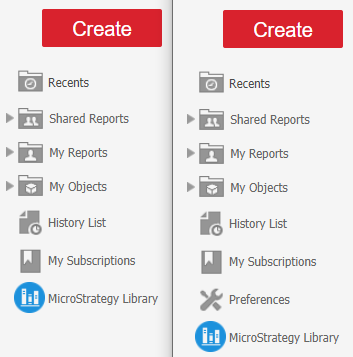 Create
Recents
Shared Reports
My Reports
My Objects
History List
My Subscriptions
MicroStrategy Library
Create
Recents
Shared Reports
My Reports
My Objects
History List
My Subscriptions
Preferences
MicroStrategy Library